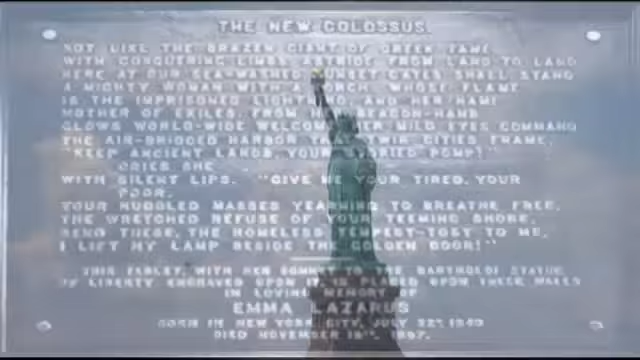 THE NEW COLOSSUS.
NOT LIKE THE BRAZEN GIANT OF GREEK FAME,
WITH CONQUERING LIMBS ASTRIDE FROM LAND TO LAND
HERE AT OUR SEA-WASHED, SUNSET GATES SHALL STAND
A MIGHTY WOMAN WITH A TORCH, WHOSE FLAME
IS THE IMPRISONED LIGHTNING, AND HER NAME
MOTHER OF EXILES. FROM HER BEACON-HAND
GLOWS WORLD-WIDE WELCOME; HER MILD EYES COMMAND
THE AIR-BRIDGED HARBOR THAT TWIN CITIES FRAME,
"KEEP ANCIENT LANDS, YOUR STORIED POMP!"
CRIES SHE
WITH SILENT LIPS. "GIVE ME YOUR TIRED, YOUR
POOR,
YOUR HUDDLED MASSES YEARNING TO BREATHE FREE,
THE WRETCHED REFUSE OF YOUR TEEMING SHORE,
SEND THESE, THE HOMELESS, TEMPEST-TOST TO ME,
I LIFT MY LAMP BESIDE THE GOLDEN DOOR!"
THIS TABLET, WITH HER SONNET TO THE BARTHOLDI STATUE
OF LIBERTY ENGRAVED UPON IT, IS PLACED UPON THESE WALLS
IN LOVING MEMORY OF
EMMA LAZARUS
BORN IN NEW YORK CITY, JULY 22ND, 1849
DIED NOVEMBER 19TH, 1887.